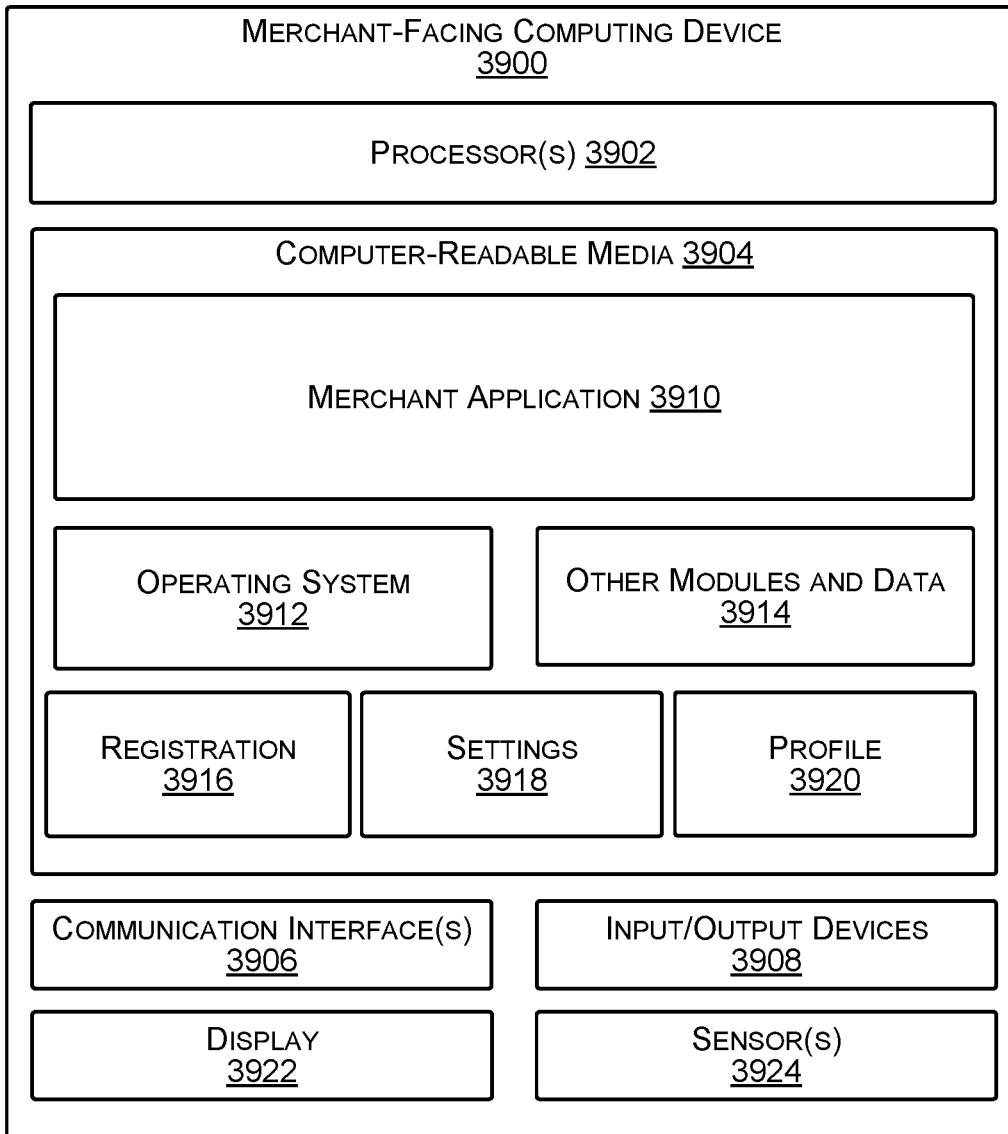 MERCHANT-FACING COMPUTING DEVICE
3900
PROCESSOR(S) 3902
COMPUTER-READABLE MEDIA 3904
MERCHANT APPLICATION 3910
OPERATING SYSTEM
3912
OTHER MODULES AND DATA
3914
REGISTRATION
3916
SETTINGS
3918
PROFILE
3920
COMMUNICATION INTERFACE(S)
3906
INPUT/OUTPUT DEVICES
3908
DISPLAY
3922
SENSOR(S)
3924